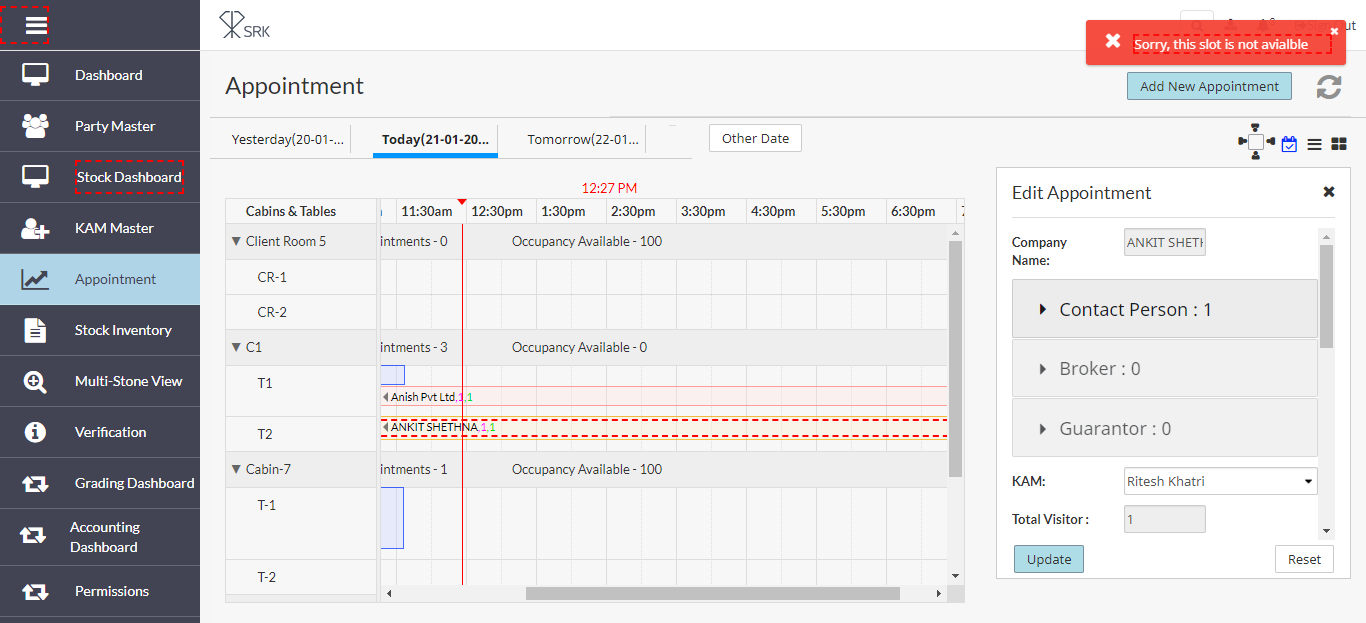 SRK
Sorry, this slot is not avialble
Dashboard
Party Master
Stock Dashboard
KAM Master
Appointment
Stock Inventory
Multi-Stone View
Verification
Grading Dashboard
Accounting
Dashboard
Permissions
Appointment
Add New Appointment
Yesterday(20-01-...
Today(21-01-20...
Tomorrow(22-01...
Other Date
12:27 PM
Cabins & Tables
11:30am 12:30pm 1:30pm 2:30pm 3:30pm 4:30pm 5:30pm 6:30pm
Client Room 5 intments - 0 Occupancy Available - 100
CR-1
CR-2
C1 intments - 3 Occupancy Available - 0
T1
Anish Pvt Ltd,1,1
T2
ANKIT SHETHNA,1,1
Cabin-7 intments - 1 Occupancy Available - 100
T-1
T-2
Edit Appointment
Company
Name:
ANKIT SHETH
Contact Person : 1
Broker : 0
Guarantor : 0
KAM: Ritesh Khatri
Total Visitor : 1
Update
Reset